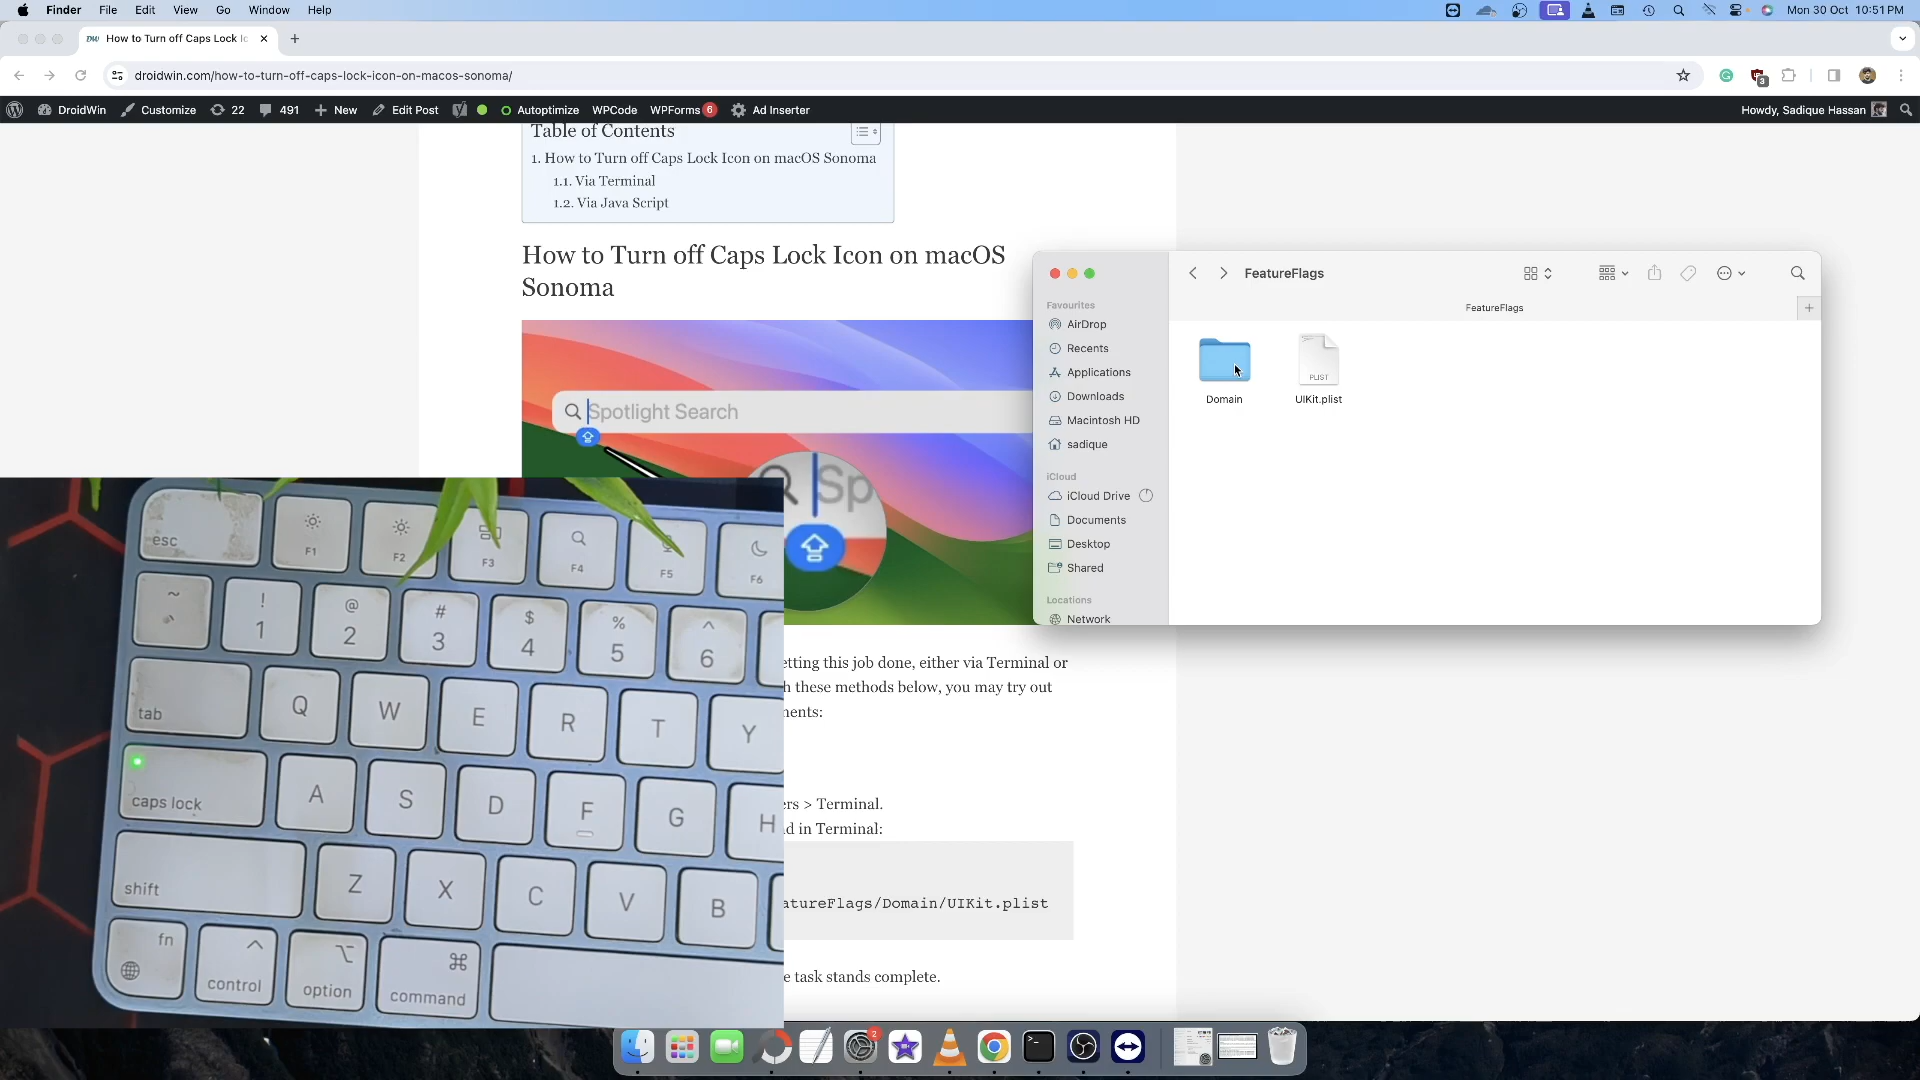 Finder File Edit View Go Window Help
Mon 30 Oct 10:51 PM
DW How to Turn off Caps Lock Ic
droidwin.com/how-to-turn-off-caps-lock-icon-on-macos-sonoma/
3
DroidWin Customize 22 491 New Edit Post Autoptimize WPCode WPForms 6 Ad Inserter
Howdy, Sadique Hassan
Table of Contents
1. How to Turn off Caps Lock Icon on macOS Sonoma
1.1. Via Terminal
1.2. Via Java Script
How to Turn off Caps Lock Icon on macOS
Sonoma
Spotlight Search
Sp
etting this job done, either via Terminal or
h these methods below, you may try out
nents:
ers > Terminal.
d in Terminal:
atureFlags/Domain/UIKit.plist
e task stands complete.
FeatureFlags
FeatureFlags
Favourites
AirDrop
Recents
Applications
Downloads
Macintosh HD
sadique
iCloud
iCloud Drive
Documents
Desktop
Shared
Locations
Network
PLIST
Domain
UIKit.plist
esc F1 F2 F3 F4 F5 F6
~ ! 1 @ 2 # 3 $ 4 % 5 ^ 6
tab Q W E R T Y
caps lock A S D F G H
shift Z X C V B
fn control option command
2